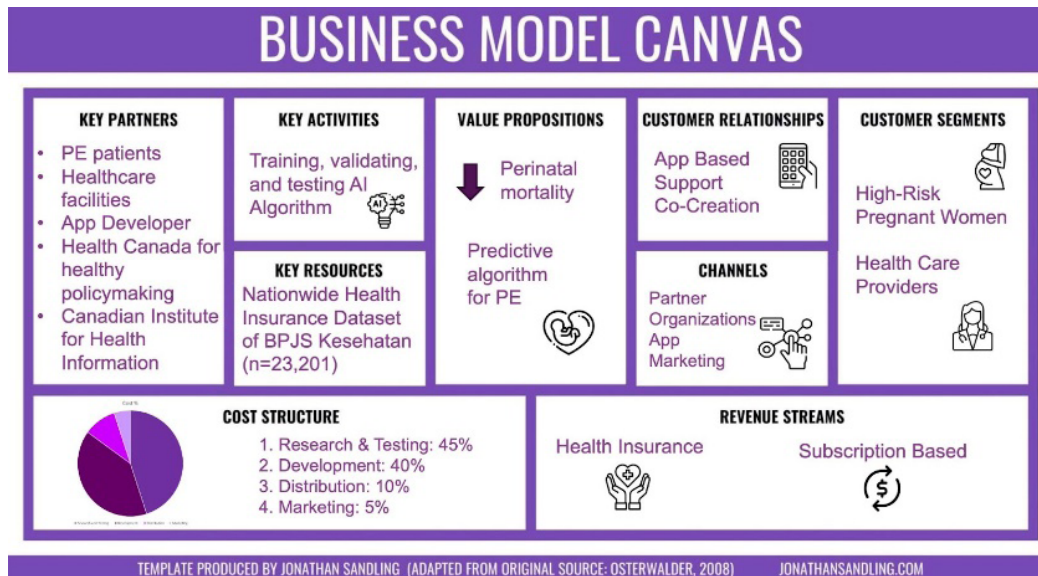 BUSINESS MODEL CANVAS
KEY PARTNERS
• PE patients
• Healthcare
facilities
• App Developer
• Health Canada for
healthy
policymaking
• Canadian Institute
for Health
Information
KEY ACTIVITIES
Training, validating,
and testing AI
Algorithm
AI
KEY RESOURCES
Nationwide Health
Insurance Dataset
of BPJS Kesehatan
(n=23,201)
VALUE PROPOSITIONS
Perinatal
mortality
Predictive
algorithm
for PE
CUSTOMER RELATIONSHIPS
App Based
Support
Co-Creation
CHANNELS
Partner
Organizations
App
Marketing
CUSTOMER SEGMENTS
High-Risk
Pregnant Women
Health Care
Providers
COST STRUCTURE
1. Research & Testing: 45%
2. Development: 40%
3. Distribution: 10%
4. Marketing: 5%
REVENUE STREAMS
Health Insurance
Subscription Based
$
TEMPLATE PRODUCED BY JONATHAN SANDLING (ADAPTED FROM ORIGINAL SOURCE: OSTERWALDER, 2008) JONATHANSANDLING.COM